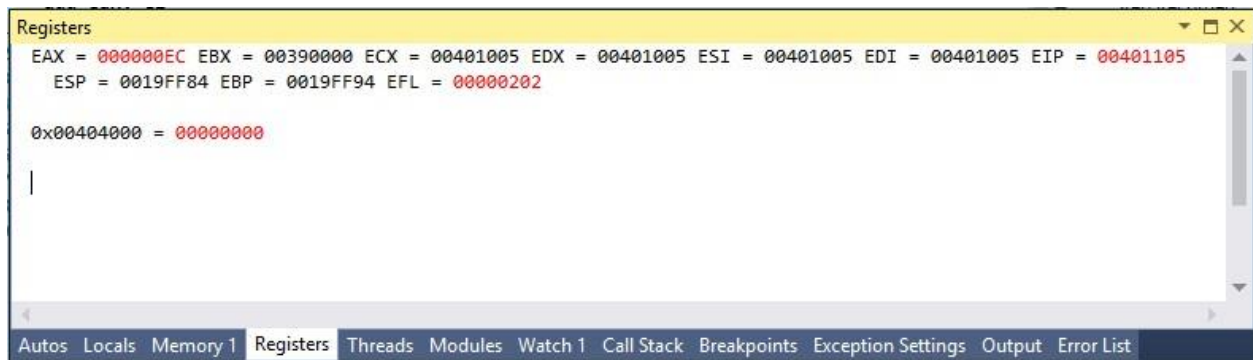 Registers
EAX = 000000EC EBX = 00390000 ECX = 00401005 EDX = 00401005 ESI = 00401005 EDI = 00401005 EIP = 00401105
ESP = 0019FF84 EBP = 0019FF94 EFL = 00000202
0x00404000 = 00000000
Autos Locals Memory 1 Registers Threads Modules Watch 1 Call Stack Breakpoints Exception Settings Output Error List